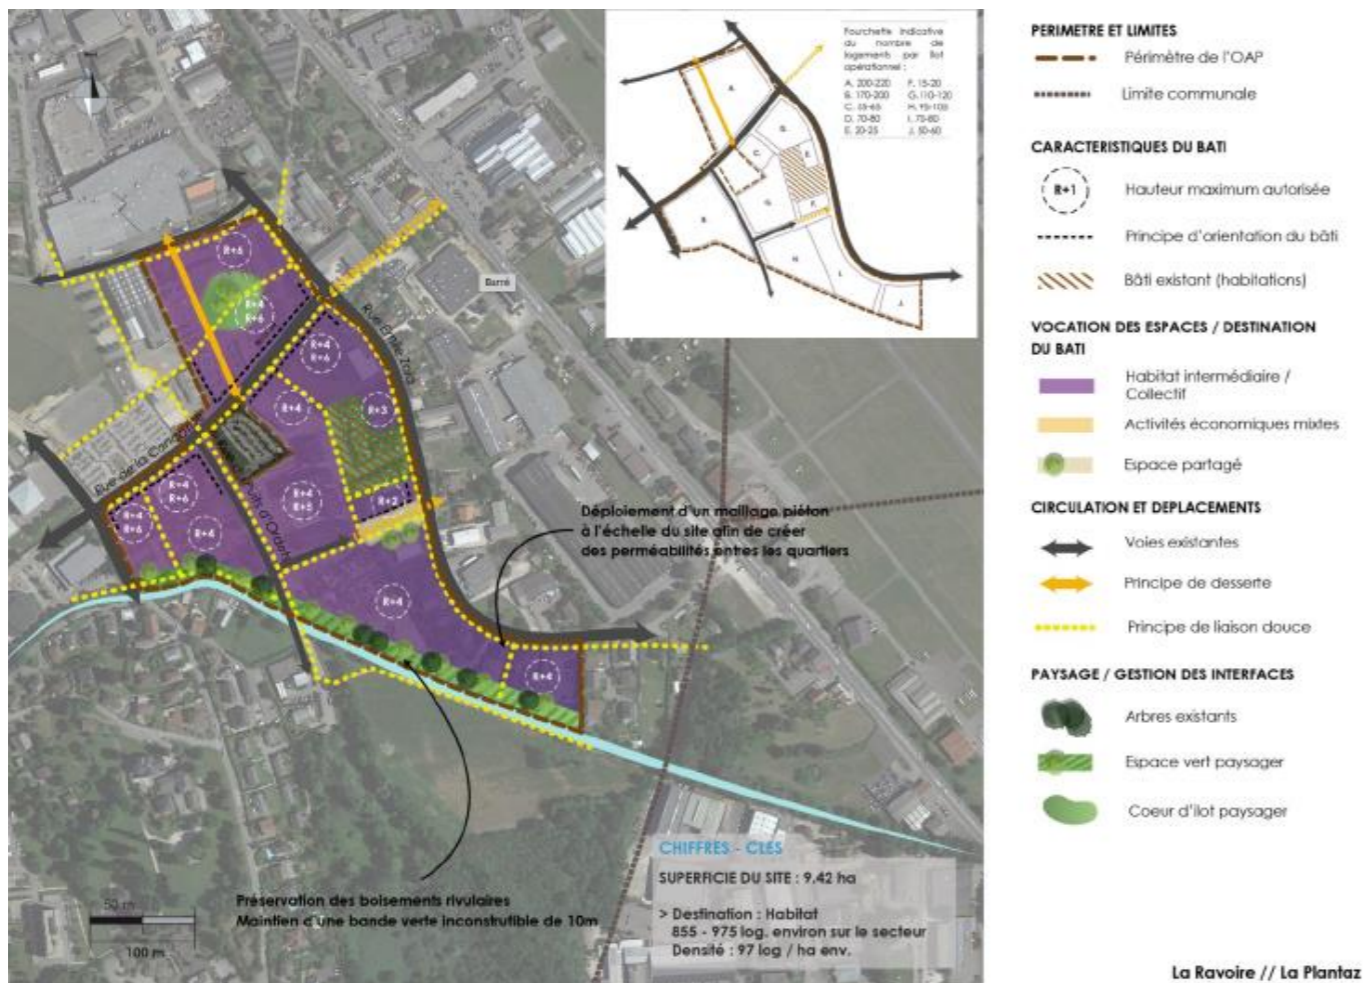 Fourchette indicative
du nombre de
logements par îlot
opérationnel :
A. 200-220
B. 170-200
C. 55-65
D. 70-80
E. 20-25
F. 15-20
G. 110-120
H. 95-105
I. 70-80
J. 50-60
A.
B.
C.
E.
F.
G.
H.
I.
J.
R+6
R+4
R+6
R+4
R+6
R+4
R+3
R+4
R+6
R+4
R+6
R+4
R+4
R+5
R+2
R+4
R+4
Barré
Rue Emile Zola
Rue de la Concorde
Déploiement d'un maillage piéton
à l'échelle du site afin de créer
des perméabilités entres les quartiers
Préservation des boisements rivulaires
Maintien d'une bande verte inconstrutible de 10m
50 m
100 m
CHIFFRES - CLES
SUPERFICIE DU SITE : 9.42 ha
> Destination : Habitat
855 - 975 log. environ sur le secteur
Densité : 97 log / ha env.
PERIMETRE ET LIMITES
Périmètre de l'OAP
Limite communale
CARACTERISTIQUES DU BATI
R+1
Hauteur maximum autorisée
Principe d'orientation du bâti
Bâti existant (habitations)
VOCATION DES ESPACES / DESTINATION
DU BATI
Habitat intermédiaire /
Collectif
Activités économiques mixtes
Espace partagé
CIRCULATION ET DEPLACEMENTS
Voies existantes
Principe de desserte
Principe de liaison douce
PAYSAGE / GESTION DES INTERFACES
Arbres existants
Espace vert paysager
Coeur d'ilot paysager
La Ravoire // La Plantaz